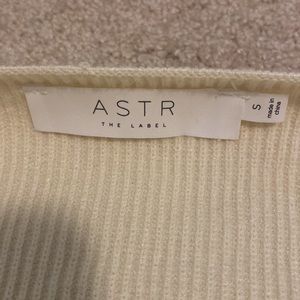 ASTR
THE LABEL
S
made in
china